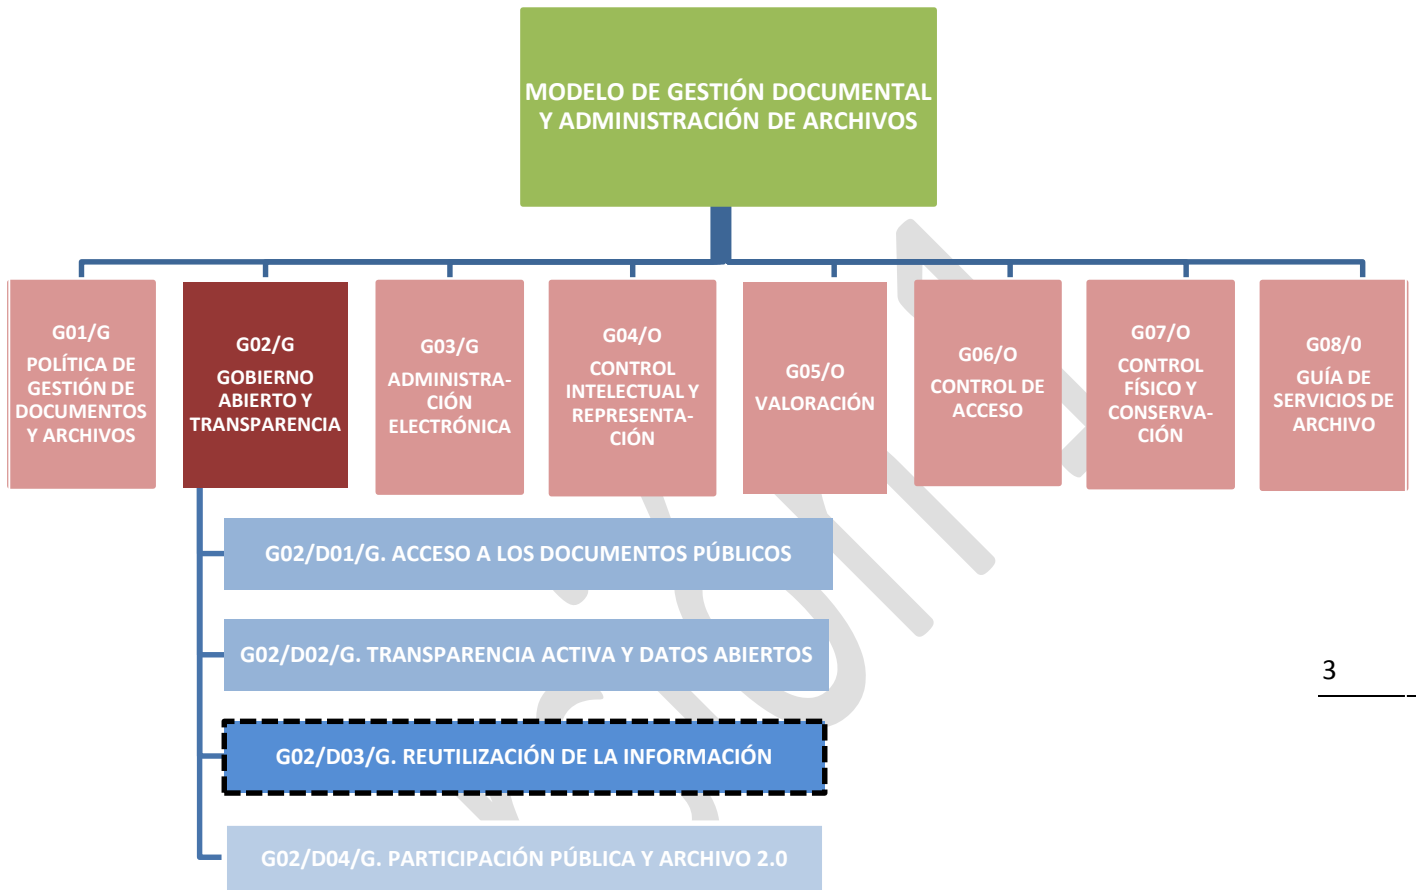 MODELO DE GESTIÓN DOCUMENTAL
Y ADMINISTRACIÓN DE ARCHIVOS
G01/G
POLÍTICA DE
GESTIÓN DE
DOCUMENTOS
Y ARCHIVOS
G02/G
GOBIERNO
ABIERTO Y
TRANSPARENCIA
G03/G
ADMINISTRA-
CIÓN
ELECTRÓNICA
G04/O
CONTROL
INTELECTUAL Y
REPRESENTA-
CIÓN
G05/O
VALORACIÓN
G06/O
CONTROL DE
ACCESO
G07/O
CONTROL
FÍSICO Y
CONSERVA-
CIÓN
G08/0
GUÍA DE
SERVICIOS DE
ARCHIVO
G02/D01/G. ACCESO A LOS DOCUMENTOS PÚBLICOS
G02/D02/G. TRANSPARENCIA ACTIVA Y DATOS ABIERTOS
3
G02/D03/G. REUTILIZACIÓN DE LA INFORMACIÓN
G02/D04/G. PARTICIPACIÓN PÚBLICA Y ARCHIVO 2.0